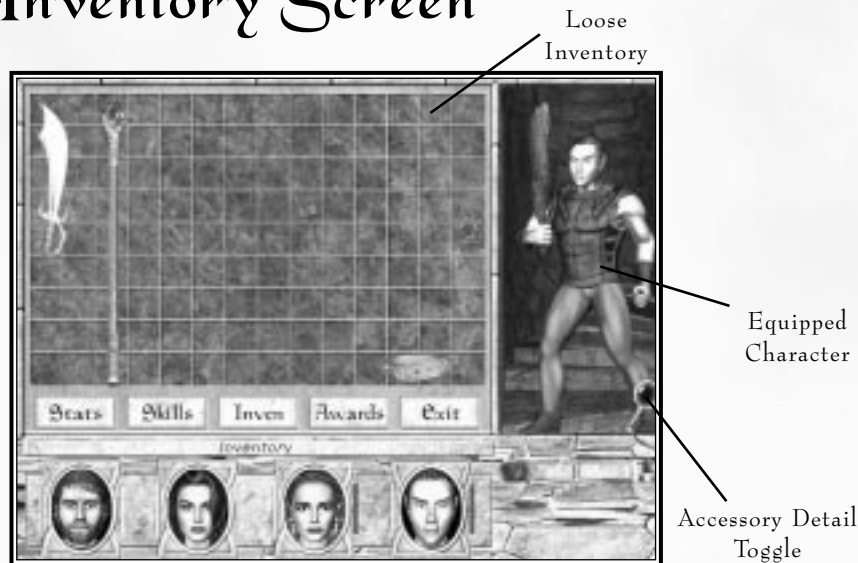 Inventory Screen
Loose
Inventory
Equipped
Character
Stats Skills Inven Awards Exit
Inventory
Accessory Detail
Toggle